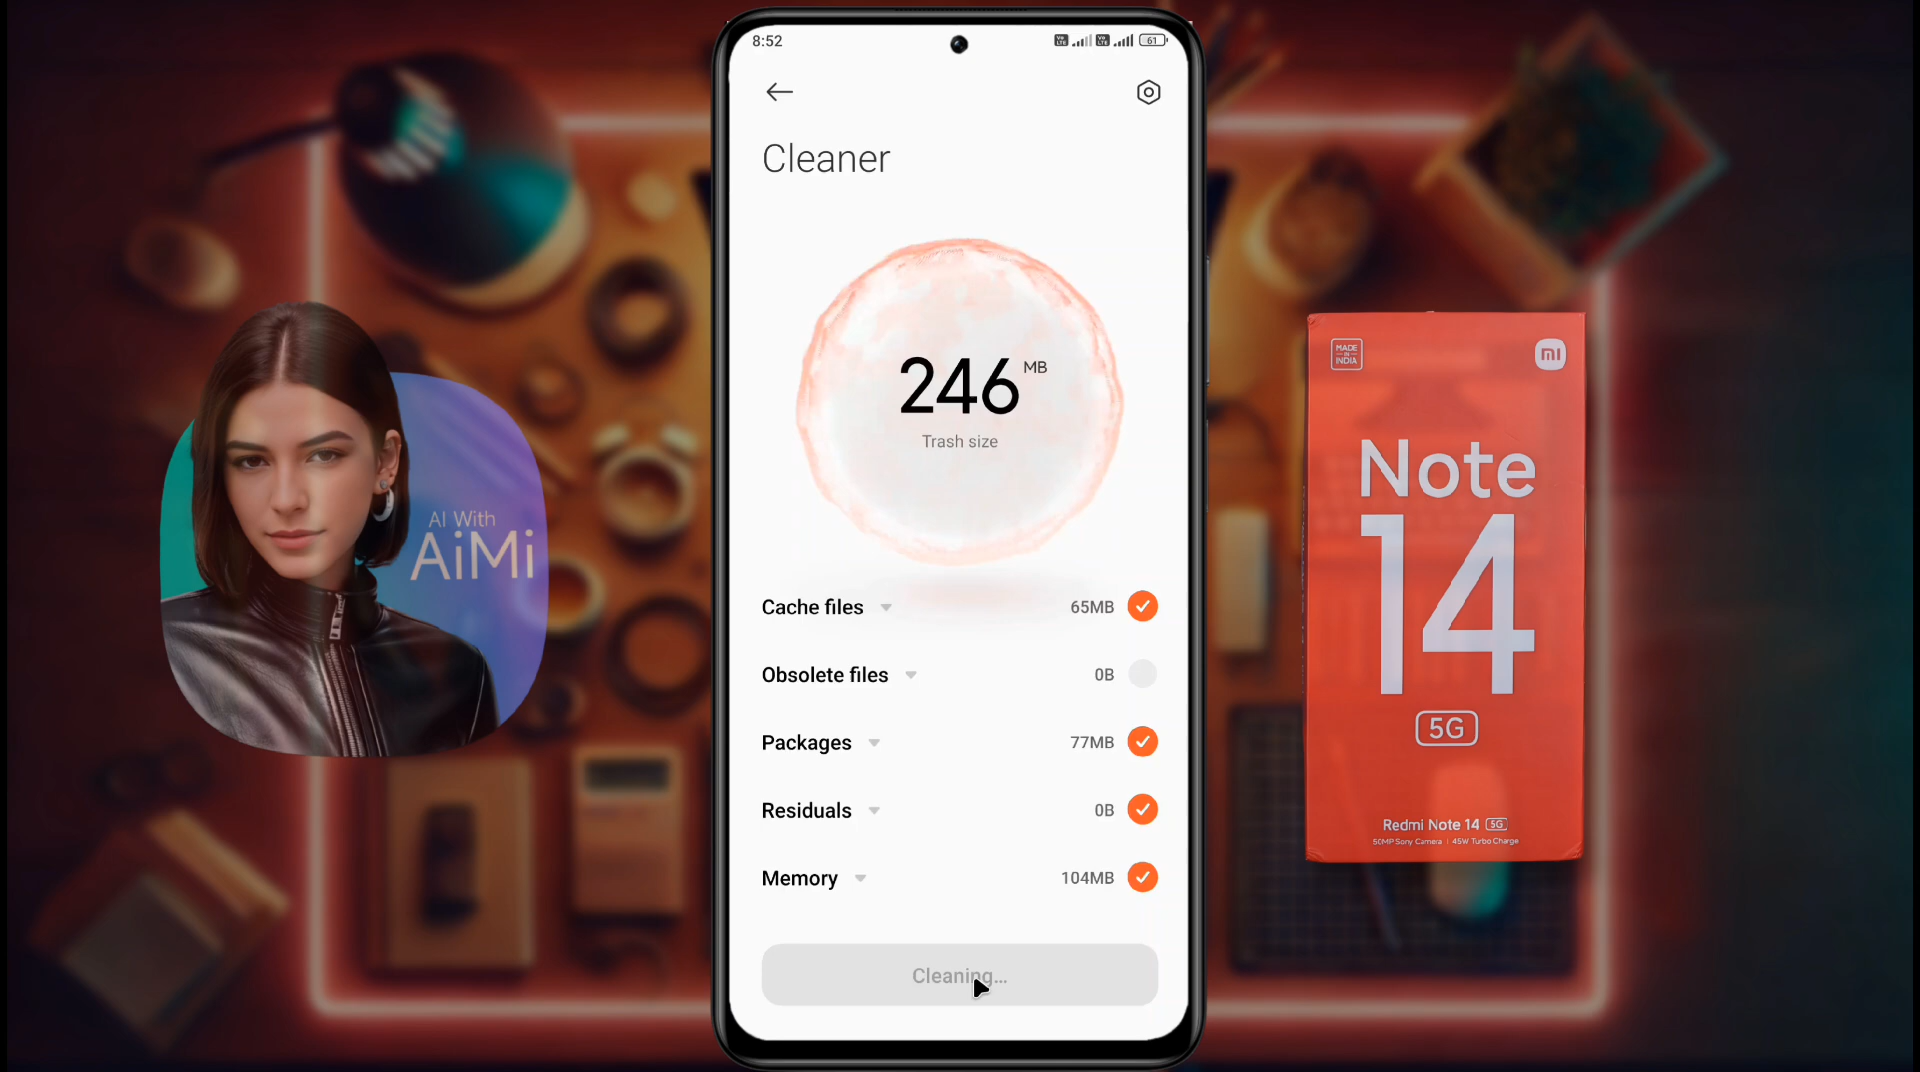 8:52
61
Cleaner
246 MB
Trash size
Cache files 65MB
Obsolete files 0B
Packages 77MB
Residuals 0B
Memory 104MB
Cleaning...
AI With
AiMi
MADE
IN
INDIA
mi
Note
14
5G
Redmi Note 14 5G
50MP Sony Camera | 45W Turbo Charge